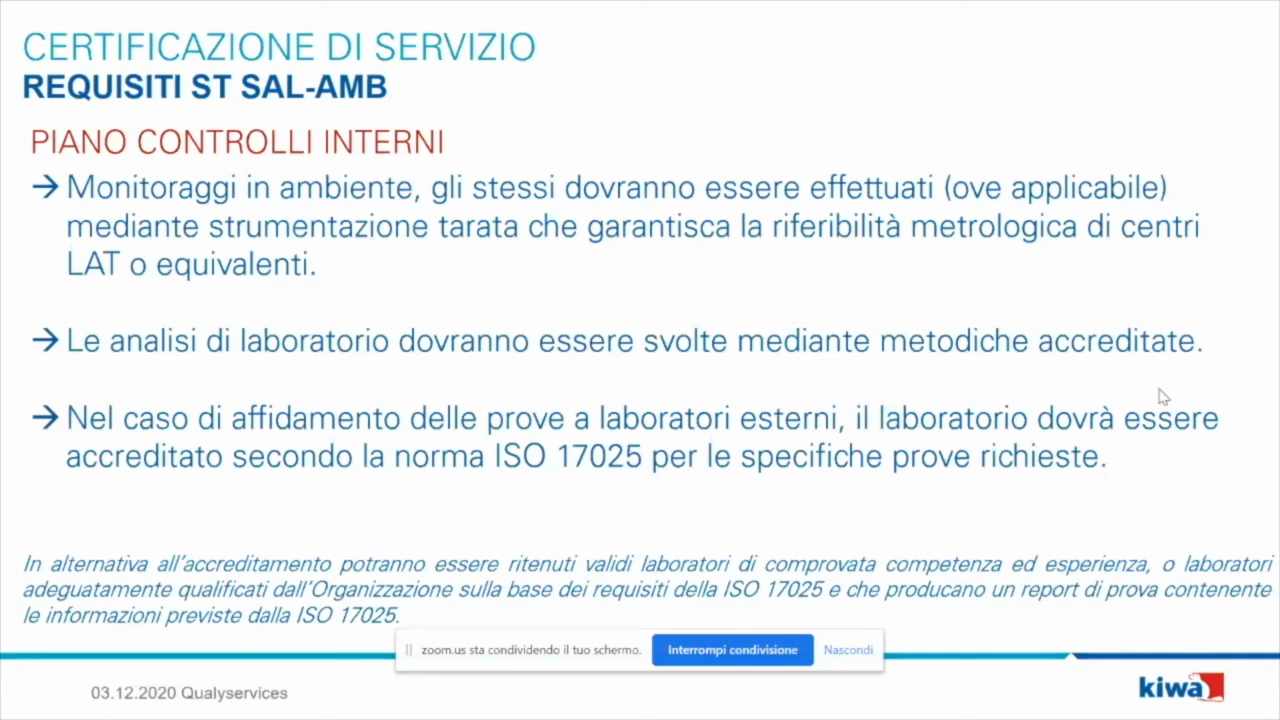 CERTIFICAZIONE DI SERVIZIO
REQUISITI ST SAL-AMB
PIANO CONTROLLI INTERNI
→ Monitoraggi in ambiente, gli stessi dovranno essere effettuati (ove applicabile)
mediante strumentazione tarata che garantisca la riferibilità metrologica di centri
LAT o equivalenti.
→ Le analisi di laboratorio dovranno essere svolte mediante metodiche accreditate.
→ Nel caso di affidamento delle prove a laboratori esterni, il laboratorio dovrà essere
accreditato secondo la norma ISO 17025 per le specifiche prove richieste.
In alternativa all'accreditamento potranno essere ritenuti validi laboratori di comprovata competenza ed esperienza, o laboratori
adeguatamente qualificati dall'Organizzazione sulla base dei requisiti della ISO 17025 e che producano un report di prova contenente
le informazioni previste dalla ISO 17025.
zoom.us sta condividendo il tuo schermo. Interrompi condivisione Nascondi
03.12.2020 Qualyservices
kiwa